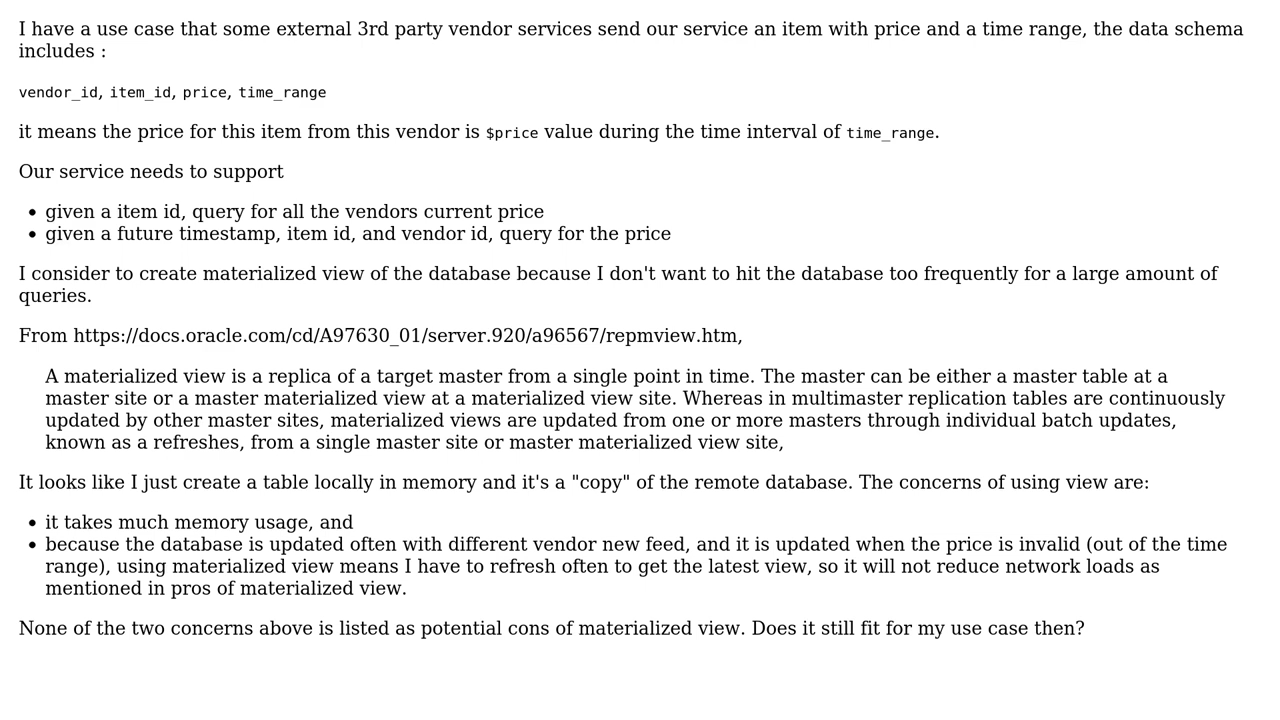 I have a use case that some external 3rd party vendor services send our service an item with price and a time range, the data schema
includes :
vendor_id, item_id, price, time_range
it means the price for this item from this vendor is $price value during the time interval of time_range.
Our service needs to support
• given a item id, query for all the vendors current price
• given a future timestamp, item id, and vendor id, query for the price
I consider to create materialized view of the database because I don't want to hit the database too frequently for a large amount of
queries.
From https://docs.oracle.com/cd/A97630_01/server.920/a96567/repmview.htm,
A materialized view is a replica of a target master from a single point in time. The master can be either a master table at a
master site or a master materialized view at a materialized view site. Whereas in multimaster replication tables are continuously
updated by other master sites, materialized views are updated from one or more masters through individual batch updates,
known as a refreshes, from a single master site or master materialized view site,
It looks like I just create a table locally in memory and it's a "copy" of the remote database. The concerns of using view are:
• it takes much memory usage, and
• because the database is updated often with different vendor new feed, and it is updated when the price is invalid (out of the time
range), using materialized view means I have to refresh often to get the latest view, so it will not reduce network loads as
mentioned in pros of materialized view.
None of the two concerns above is listed as potential cons of materialized view. Does it still fit for my use case then?